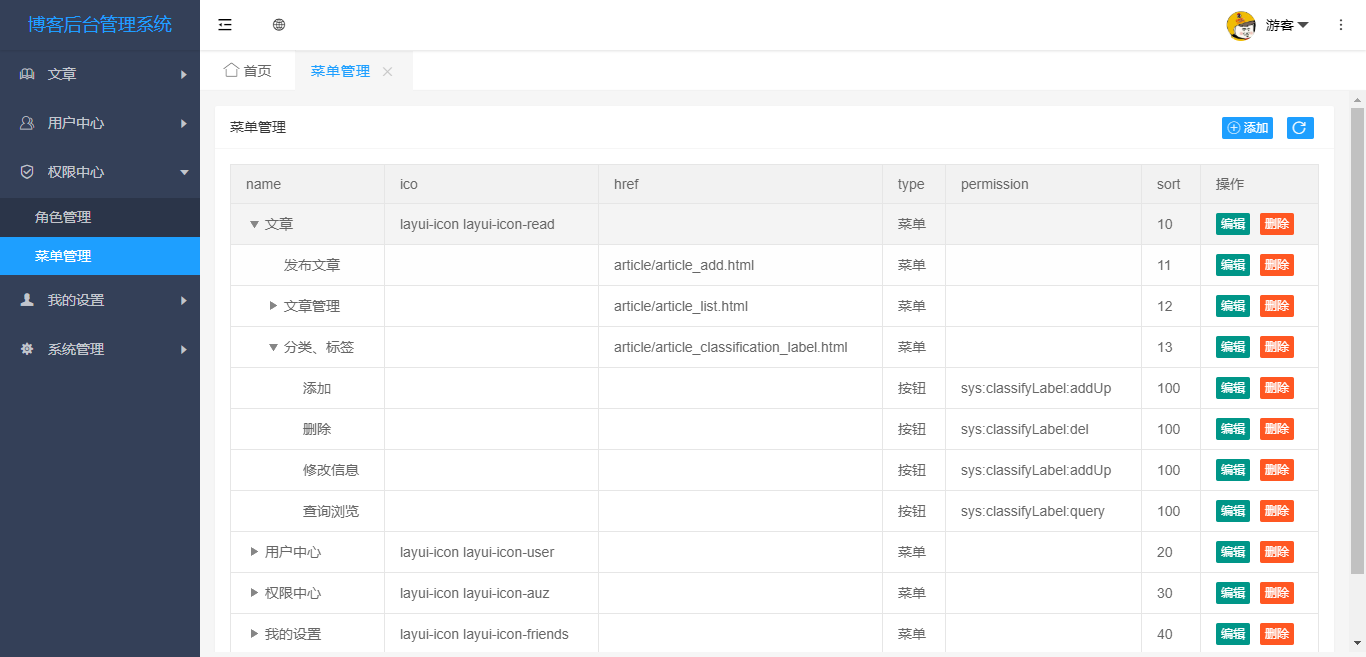 博客后台管理系统
游客
文章
用户中心
权限中心
角色管理
菜单管理
我的设置
系统管理
首页 菜单管理
菜单管理 添加
name ico href type permission sort 操作
文章 layui-icon layui-icon-read 菜单 10 编辑 删除
发布文章 article/article_add.html 菜单 11 编辑 删除
文章管理 article/article_list.html 菜单 12 编辑 删除
分类、标签 article/article_classification_label.html 菜单 13 编辑 删除
添加 按钮 sys:classifyLabel:addUp 100 编辑 删除
删除 按钮 sys:classifyLabel:del 100 编辑 删除
修改信息 按钮 sys:classifyLabel:addUp 100 编辑 删除
查询浏览 按钮 sys:classifyLabel:query 100 编辑 删除
用户中心 layui-icon layui-icon-user 菜单 20 编辑 删除
权限中心 layui-icon layui-icon-auz 菜单 30 编辑 删除
我的设置 layui-icon layui-icon-friends 菜单 40 编辑 删除